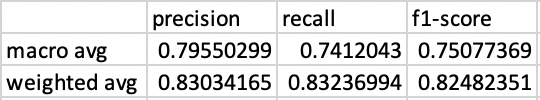 precision recall f1-score
macro avg 0.79550299 0.7412043 0.75077369
weighted avg 0.83034165 0.83236994 0.82482351